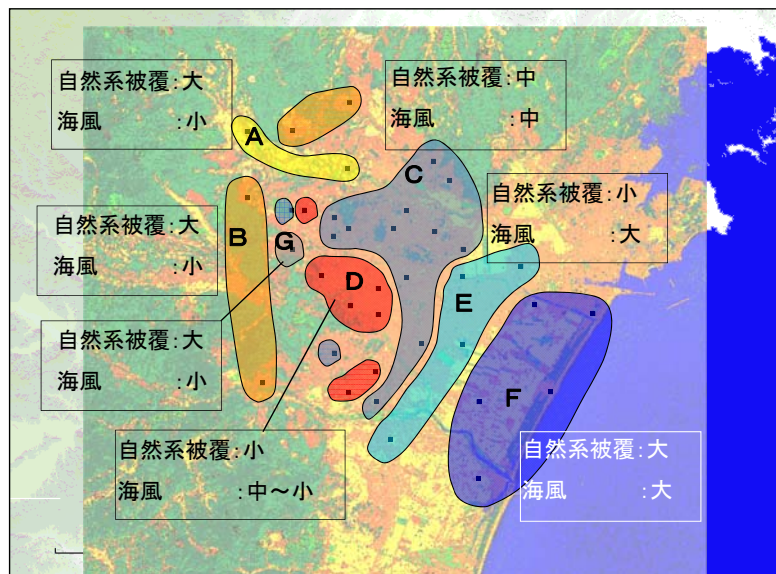 自然系被覆:大
海風　　　:小
自然系被覆:中
海風　　　:中
A
C
自然系被覆:小
海風　　　:大
自然系被覆:大
海風　　　:小
B
G
D
E
自然系被覆:大
海風　　　:小
F
自然系被覆:小
海風　　　:中～小
自然系被覆:大
海風　　　:大